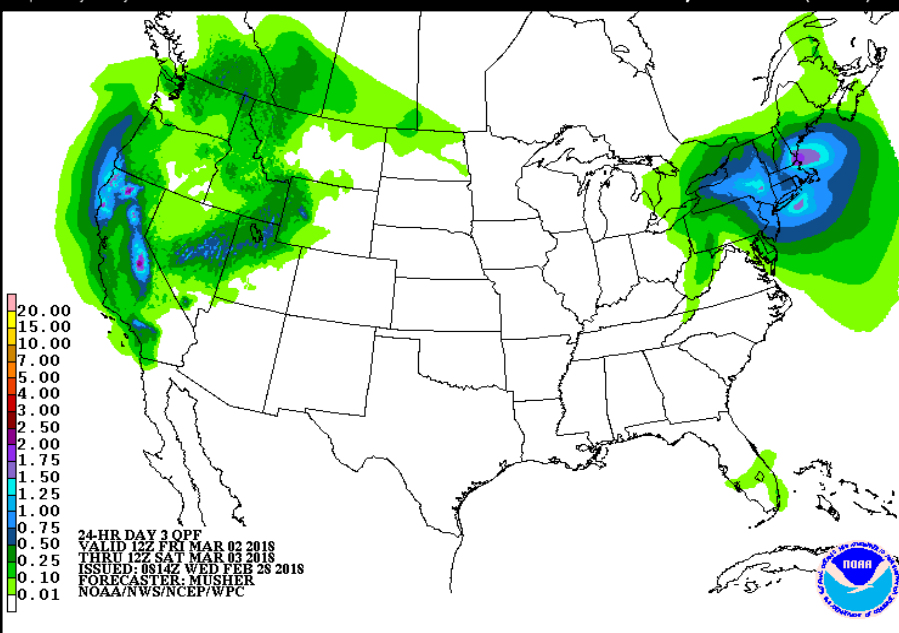 20.00
15.00
10.00
7.00
5.00
4.00
3.00
2.50
2.00
1.75
1.50
1.25
1.00
0.75
0.50
0.25
0.10
0.01
24-HR DAY 3 QPF
VALID 12Z FRI MAR 02 2018
THRU 12Z SAT MAR 03 2018
ISSUED: 0814Z WED FEB 28 2018
FORECASTER: MUSHER
NOAA/NWS/NCEP/WPC
NOAA